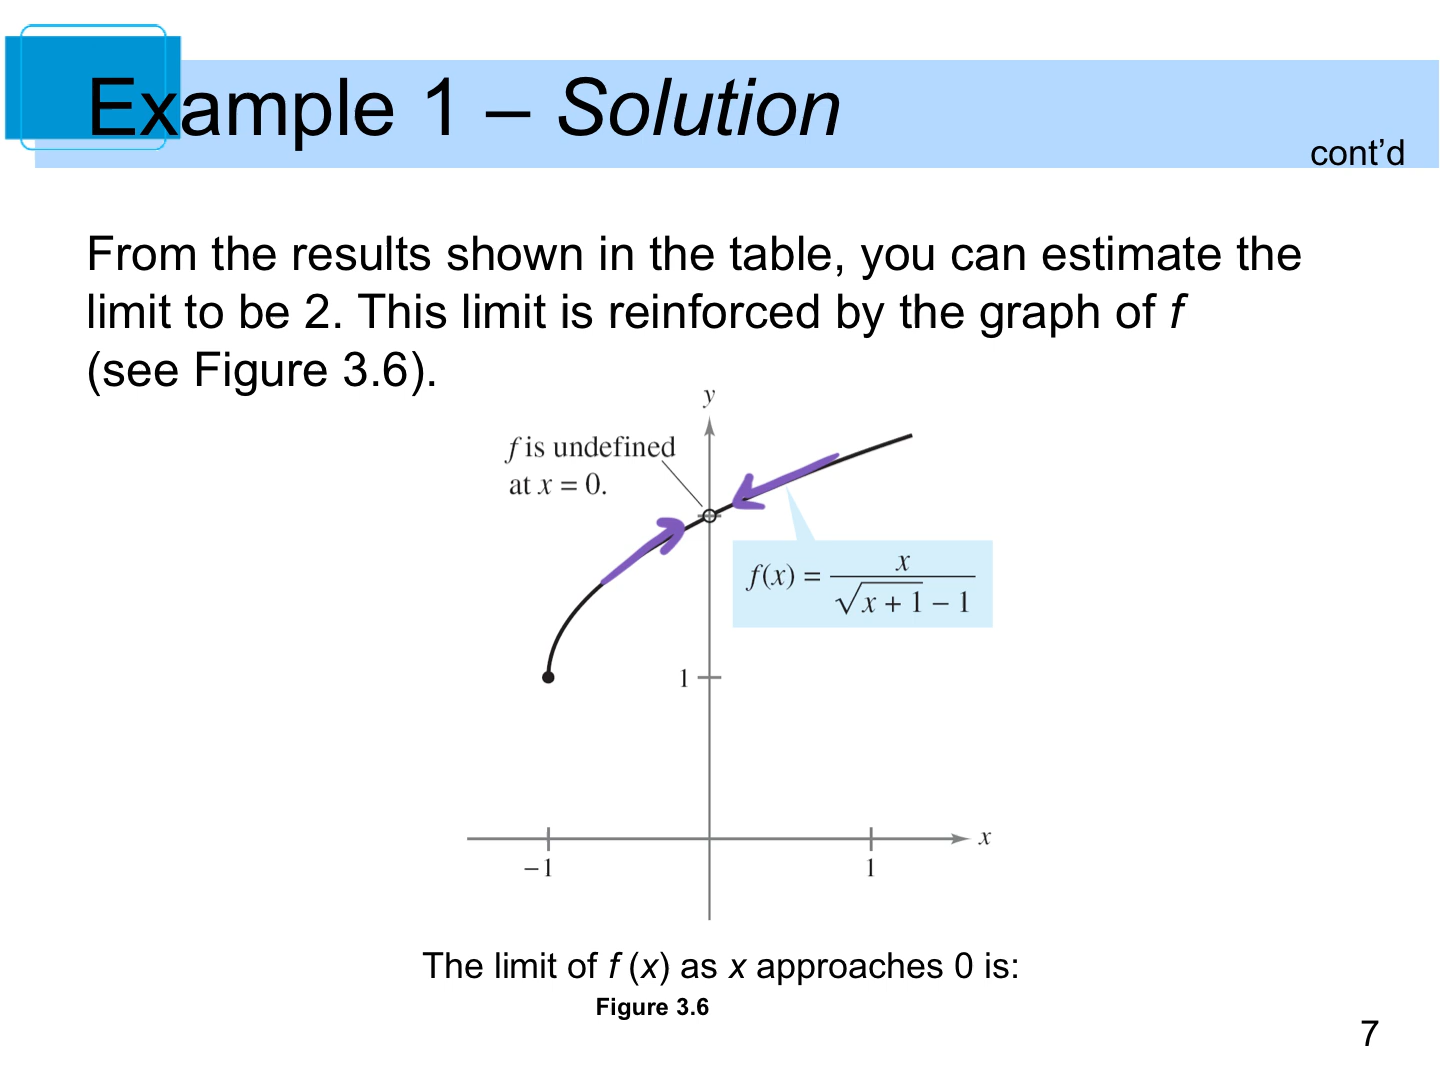 Example 1 – Solution
cont’d
From the results shown in the table, you can estimate the
limit to be 2. This limit is reinforced by the graph of f
(see Figure 3.6).
y
f is undefined
at x = 0.
f(x) = x / √x + 1 − 1
1
x
−1
1
The limit of f (x) as x approaches 0 is:
Figure 3.6
7